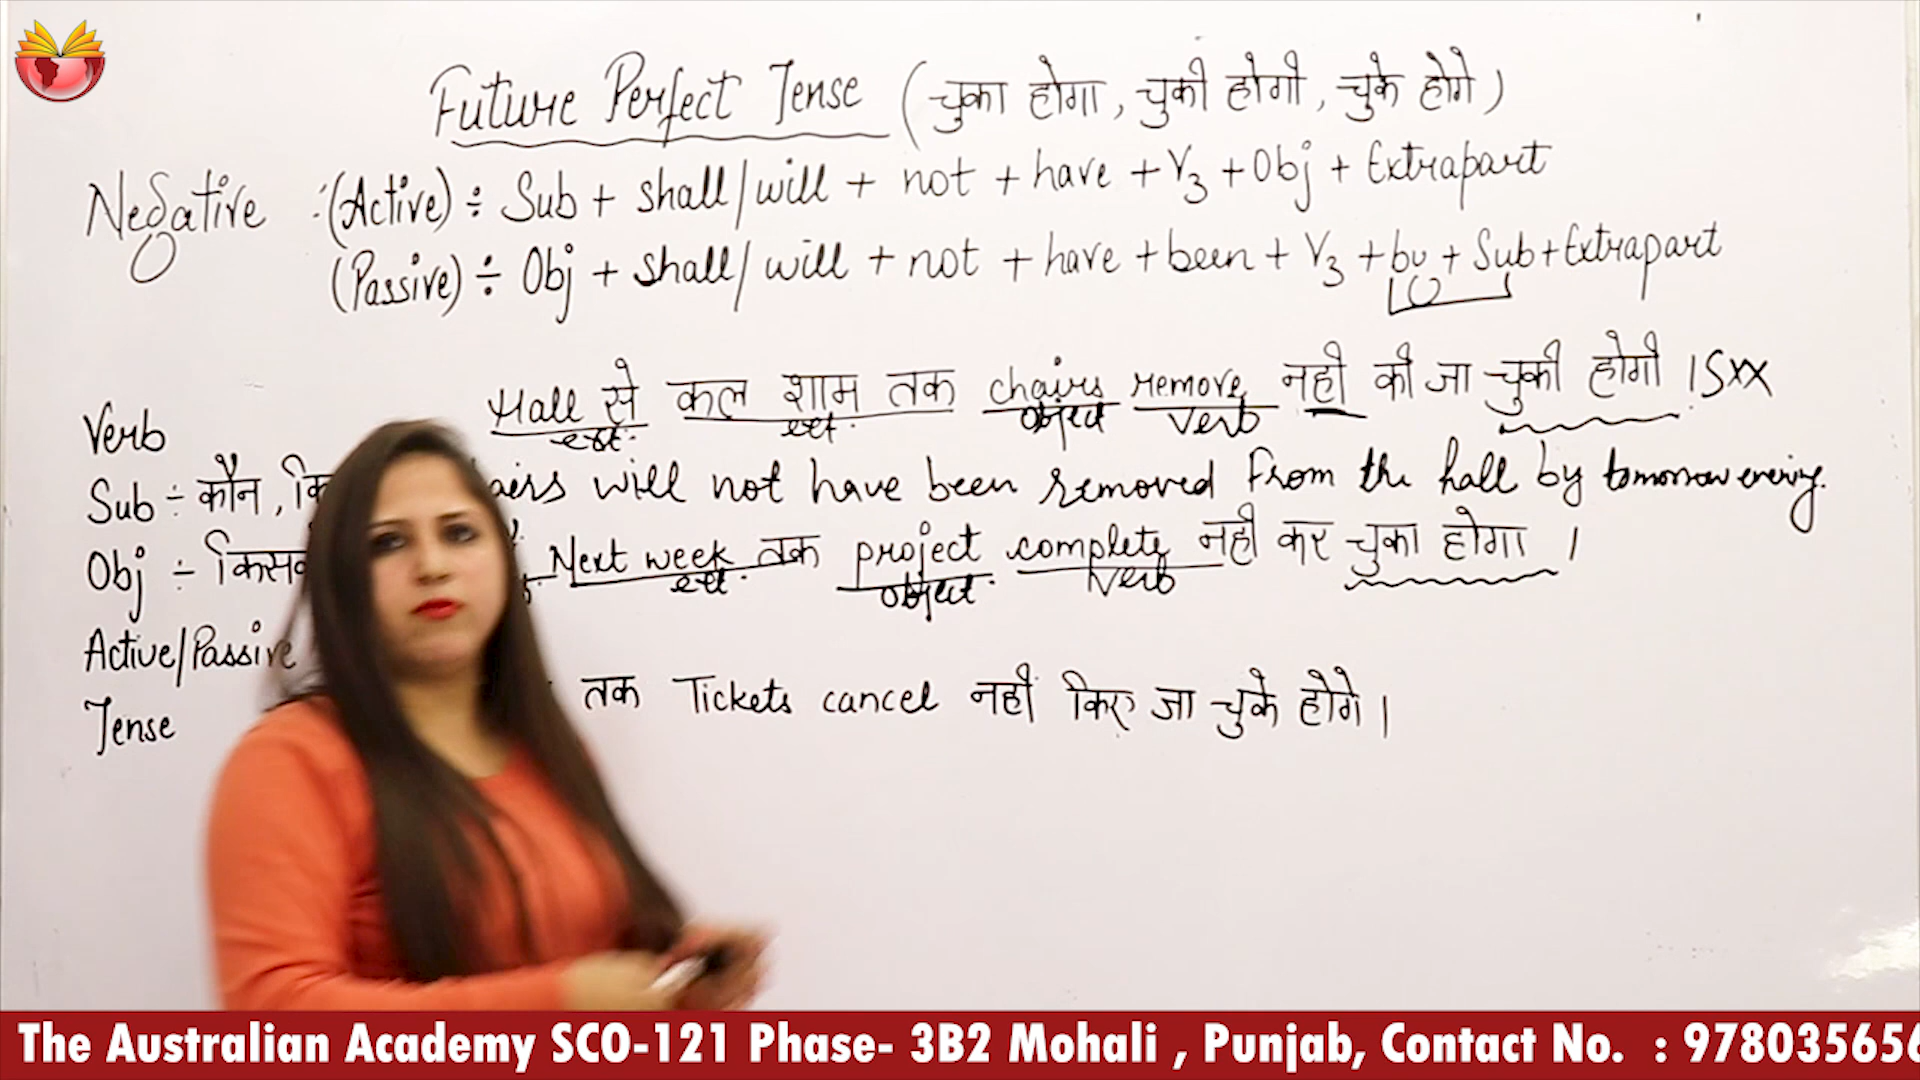 Future Perfect Tense (चुका होगा, चुकी होगी, चुके होगे)
Negative :(Active) ÷ Sub + shall/will + not + have + V3 + Obj + Extrapart
(Passive) ÷ Obj + shall/will + not + have + been + V3 + by + Sub + Extrapart
Hall से कल शाम तक chairs remove नही की जा चुकी होगी । Sxx
ext. ext. object verb
Verb
Sub ÷ कौन, will not have been removed from the hall by tomorrow evening.
Obj ÷ Next week तक project complete नही कर चुका होगा ।
ext. object. verb
Active/Passive
तक Tickets cancel नही किए जा चुके होगे ।
Tense
The Australian Academy SCO-121 Phase- 3B2 Mohali , Punjab, Contact No. : 978035656